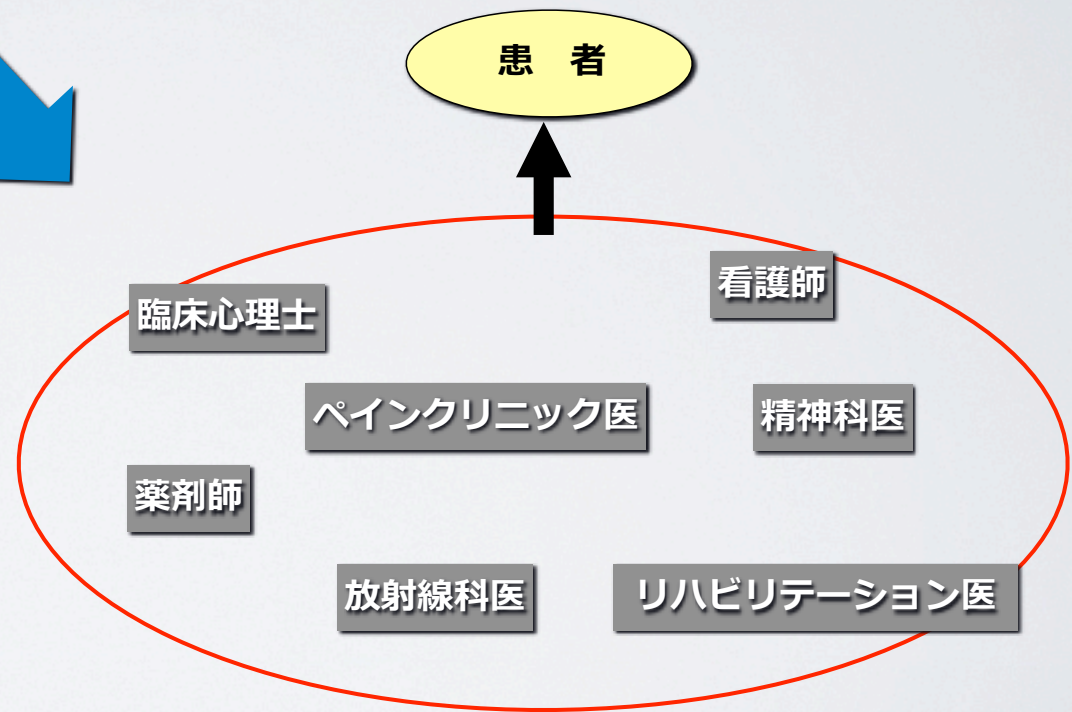 患　者
看護師
臨床心理士
ペインクリニック医
精神科医
薬剤師
放射線科医
リハビリテーション医